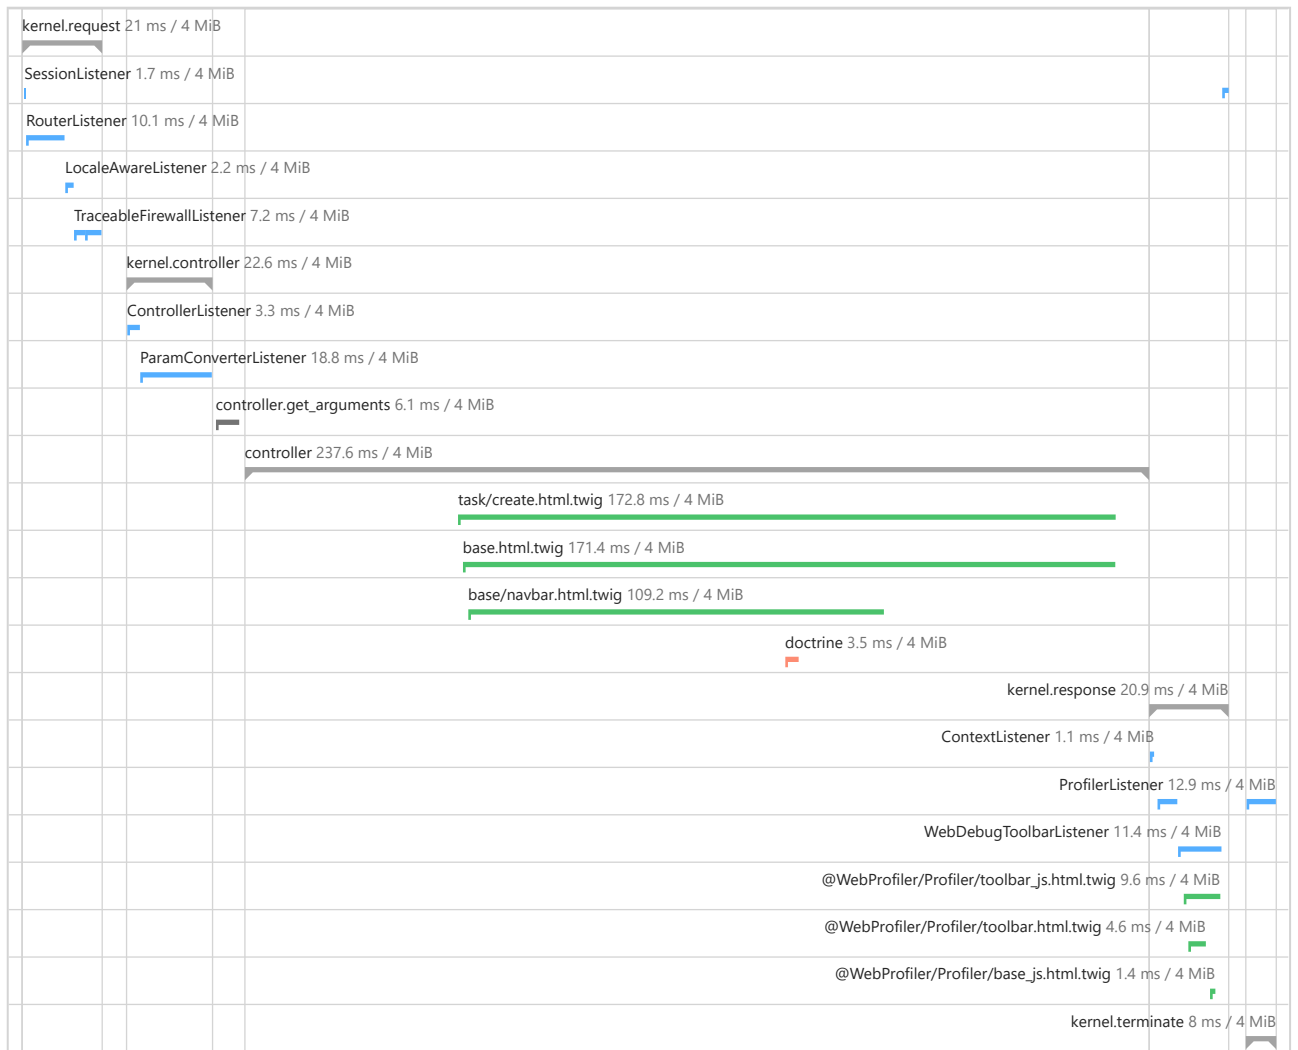 kernel.request 21 ms / 4 MiB
SessionListener 1.7 ms / 4 MiB
RouterListener 10.1 ms / 4 MiB
LocaleAwareListener 2.2 ms / 4 MiB
TraceableFirewallListener 7.2 ms / 4 MiB
kernel.controller 22.6 ms / 4 MiB
ControllerListener 3.3 ms / 4 MiB
ParamConverterListener 18.8 ms / 4 MiB
controller.get_arguments 6.1 ms / 4 MiB
controller 237.6 ms / 4 MiB
task/create.html.twig 172.8 ms / 4 MiB
base.html.twig 171.4 ms / 4 MiB
base/navbar.html.twig 109.2 ms / 4 MiB
doctrine 3.5 ms / 4 MiB
kernel.response 20.9 ms / 4 MiB
ContextListener 1.1 ms / 4 MiB
ProfilerListener 12.9 ms / 4 MiB
WebDebugToolbarListener 11.4 ms / 4 MiB
@WebProfiler/Profiler/toolbar_js.html.twig 9.6 ms / 4 MiB
@WebProfiler/Profiler/toolbar.html.twig 4.6 ms / 4 MiB
@WebProfiler/Profiler/base_js.html.twig 1.4 ms / 4 MiB
kernel.terminate 8 ms / 4 MiB